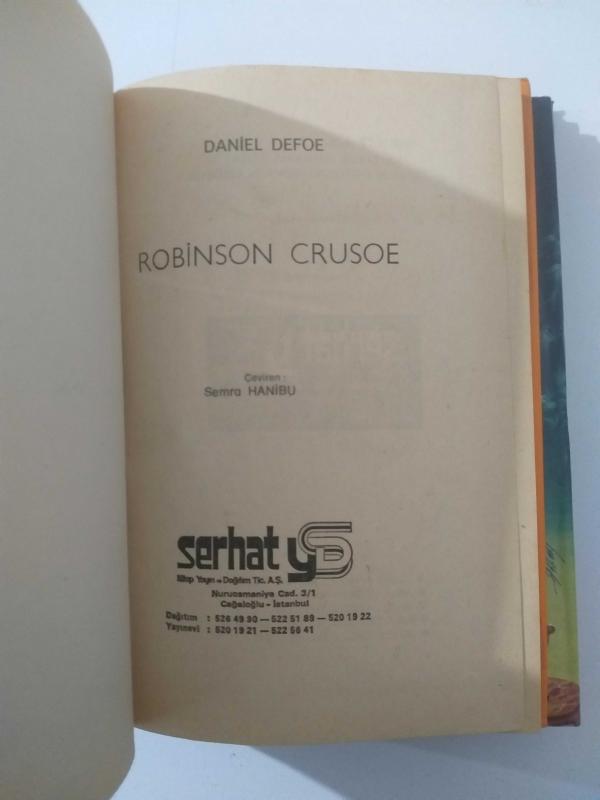 DANİEL DEFOE
ROBİNSON CRUSOE
Çeviren :
Semra HANİBU
serhat yd
Kitap Yayın ve Dağıtım Tic. A.Ş.
Nuruosmaniye Cad. 3/1
Cağaloğlu - İstanbul
Dağıtım : 526 49 90 — 522 51 89 — 520 19 22
Yayınevi : 520 19 21 — 522 56 41